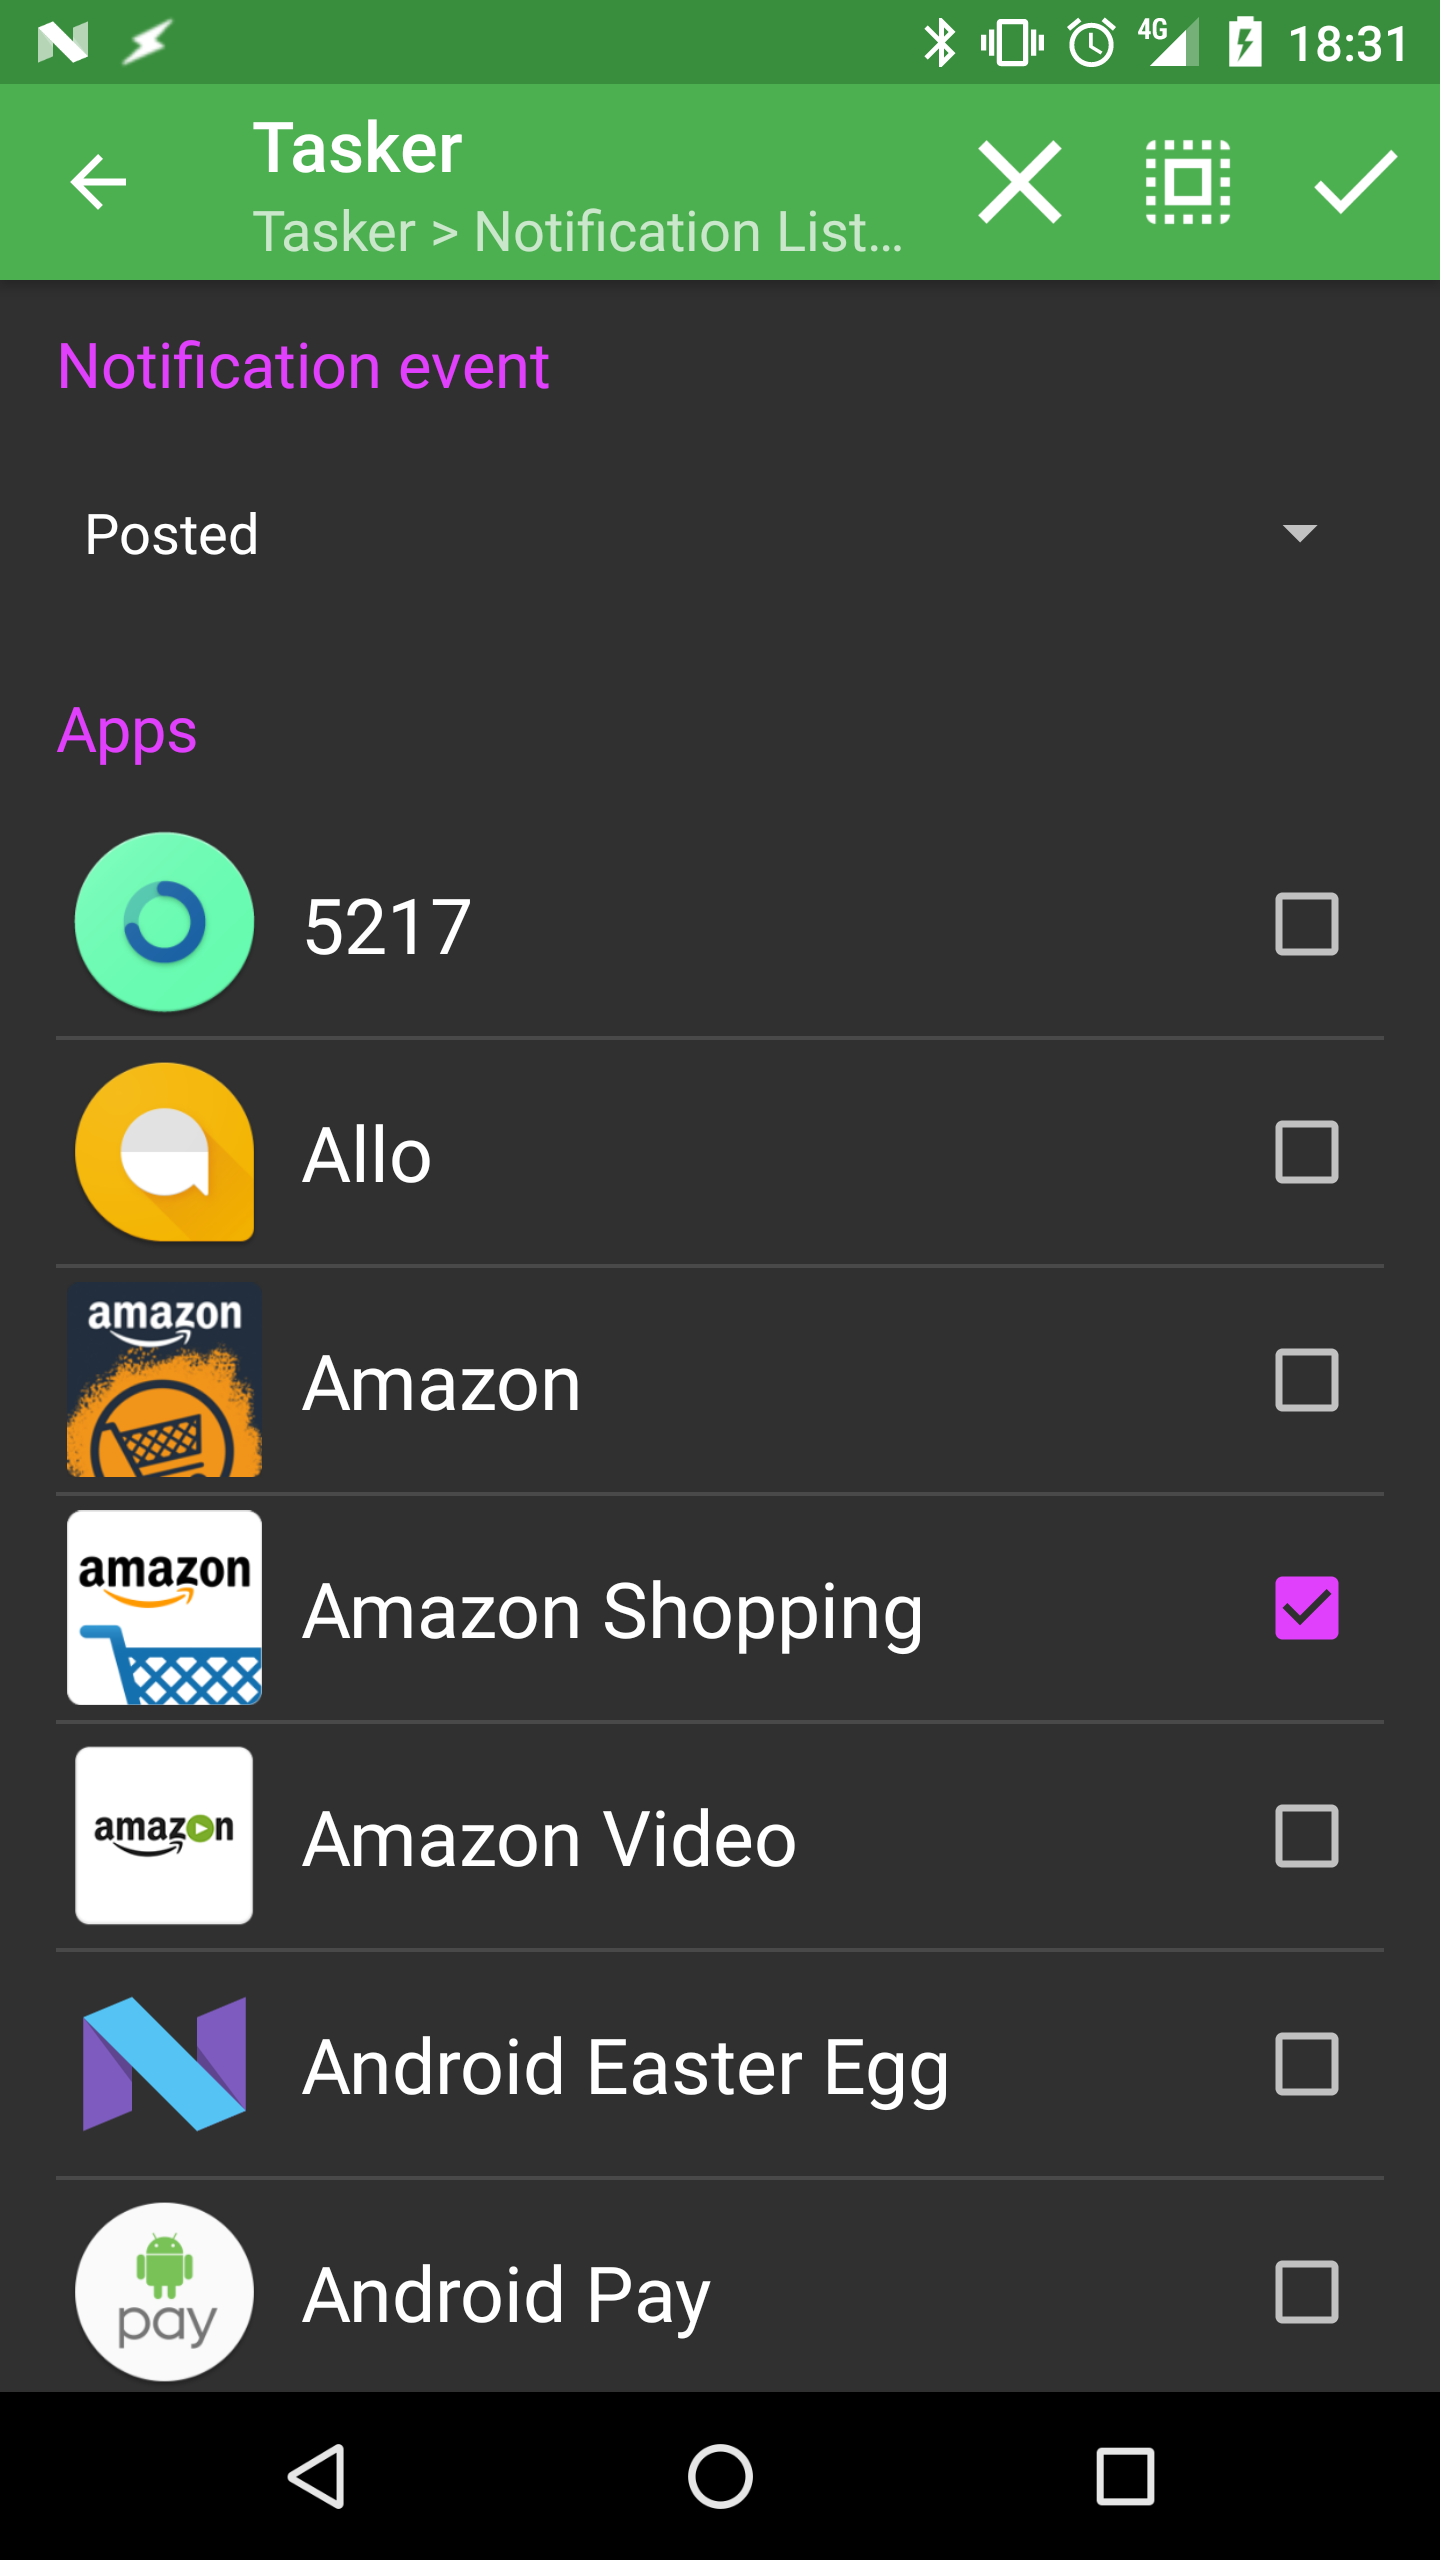 4G 18:31
Tasker
Tasker > Notification List...
Notification event
Posted
Apps
5217
Allo
amazon
Amazon
amazon
Amazon Shopping
amazon
Amazon Video
Android Easter Egg
pay
Android Pay